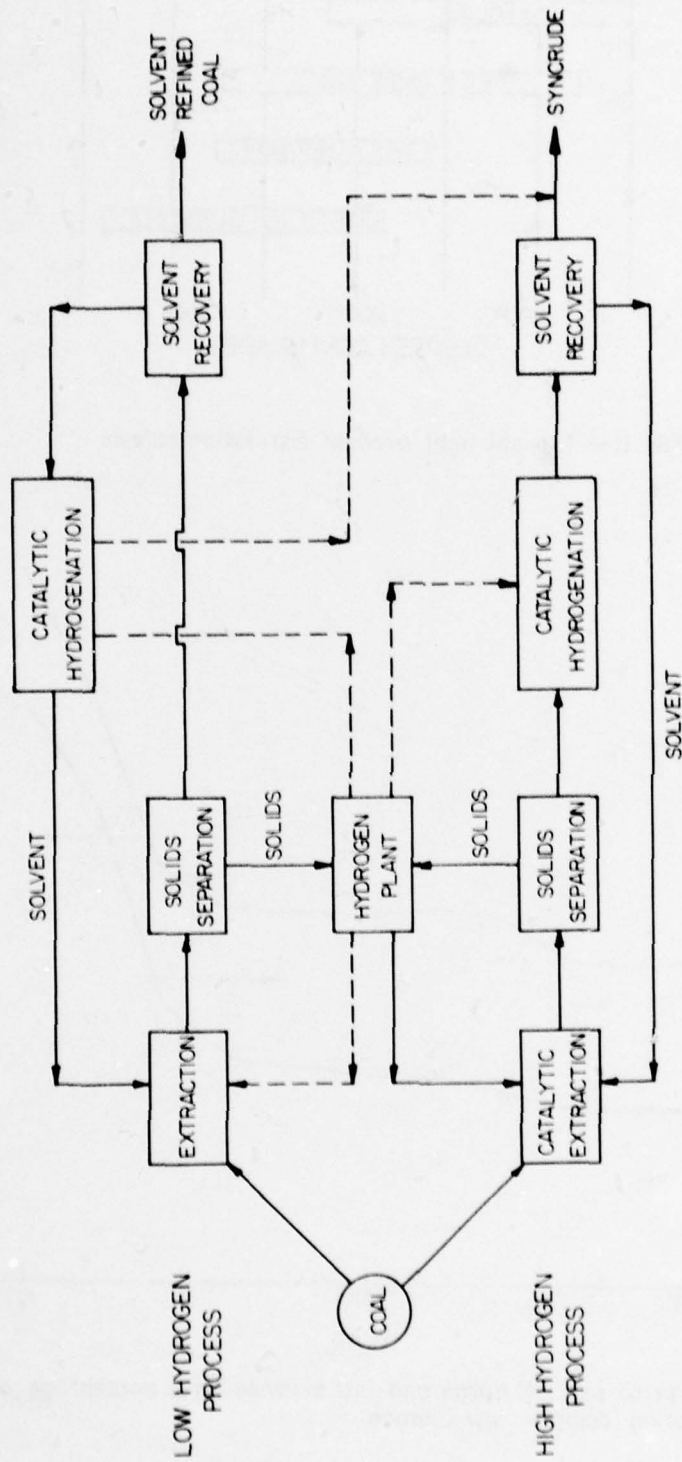 LOW HYDROGEN
PROCESS
COAL
EXTRACTION
SOLVENT
SOLIDS
SEPARATION
SOLIDS
CATALYTIC
HYDROGENATION
SOLVENT
RECOVERY
SOLVENT
REFINED
COAL
HYDROGEN
PLANT
HIGH HYDROGEN
PROCESS
CATALYTIC
EXTRACTION
SOLIDS
SOLIDS
SEPARATION
CATALYTIC
HYDROGENATION
SOLVENT
RECOVERY
SYNCRUDE
SOLVENT